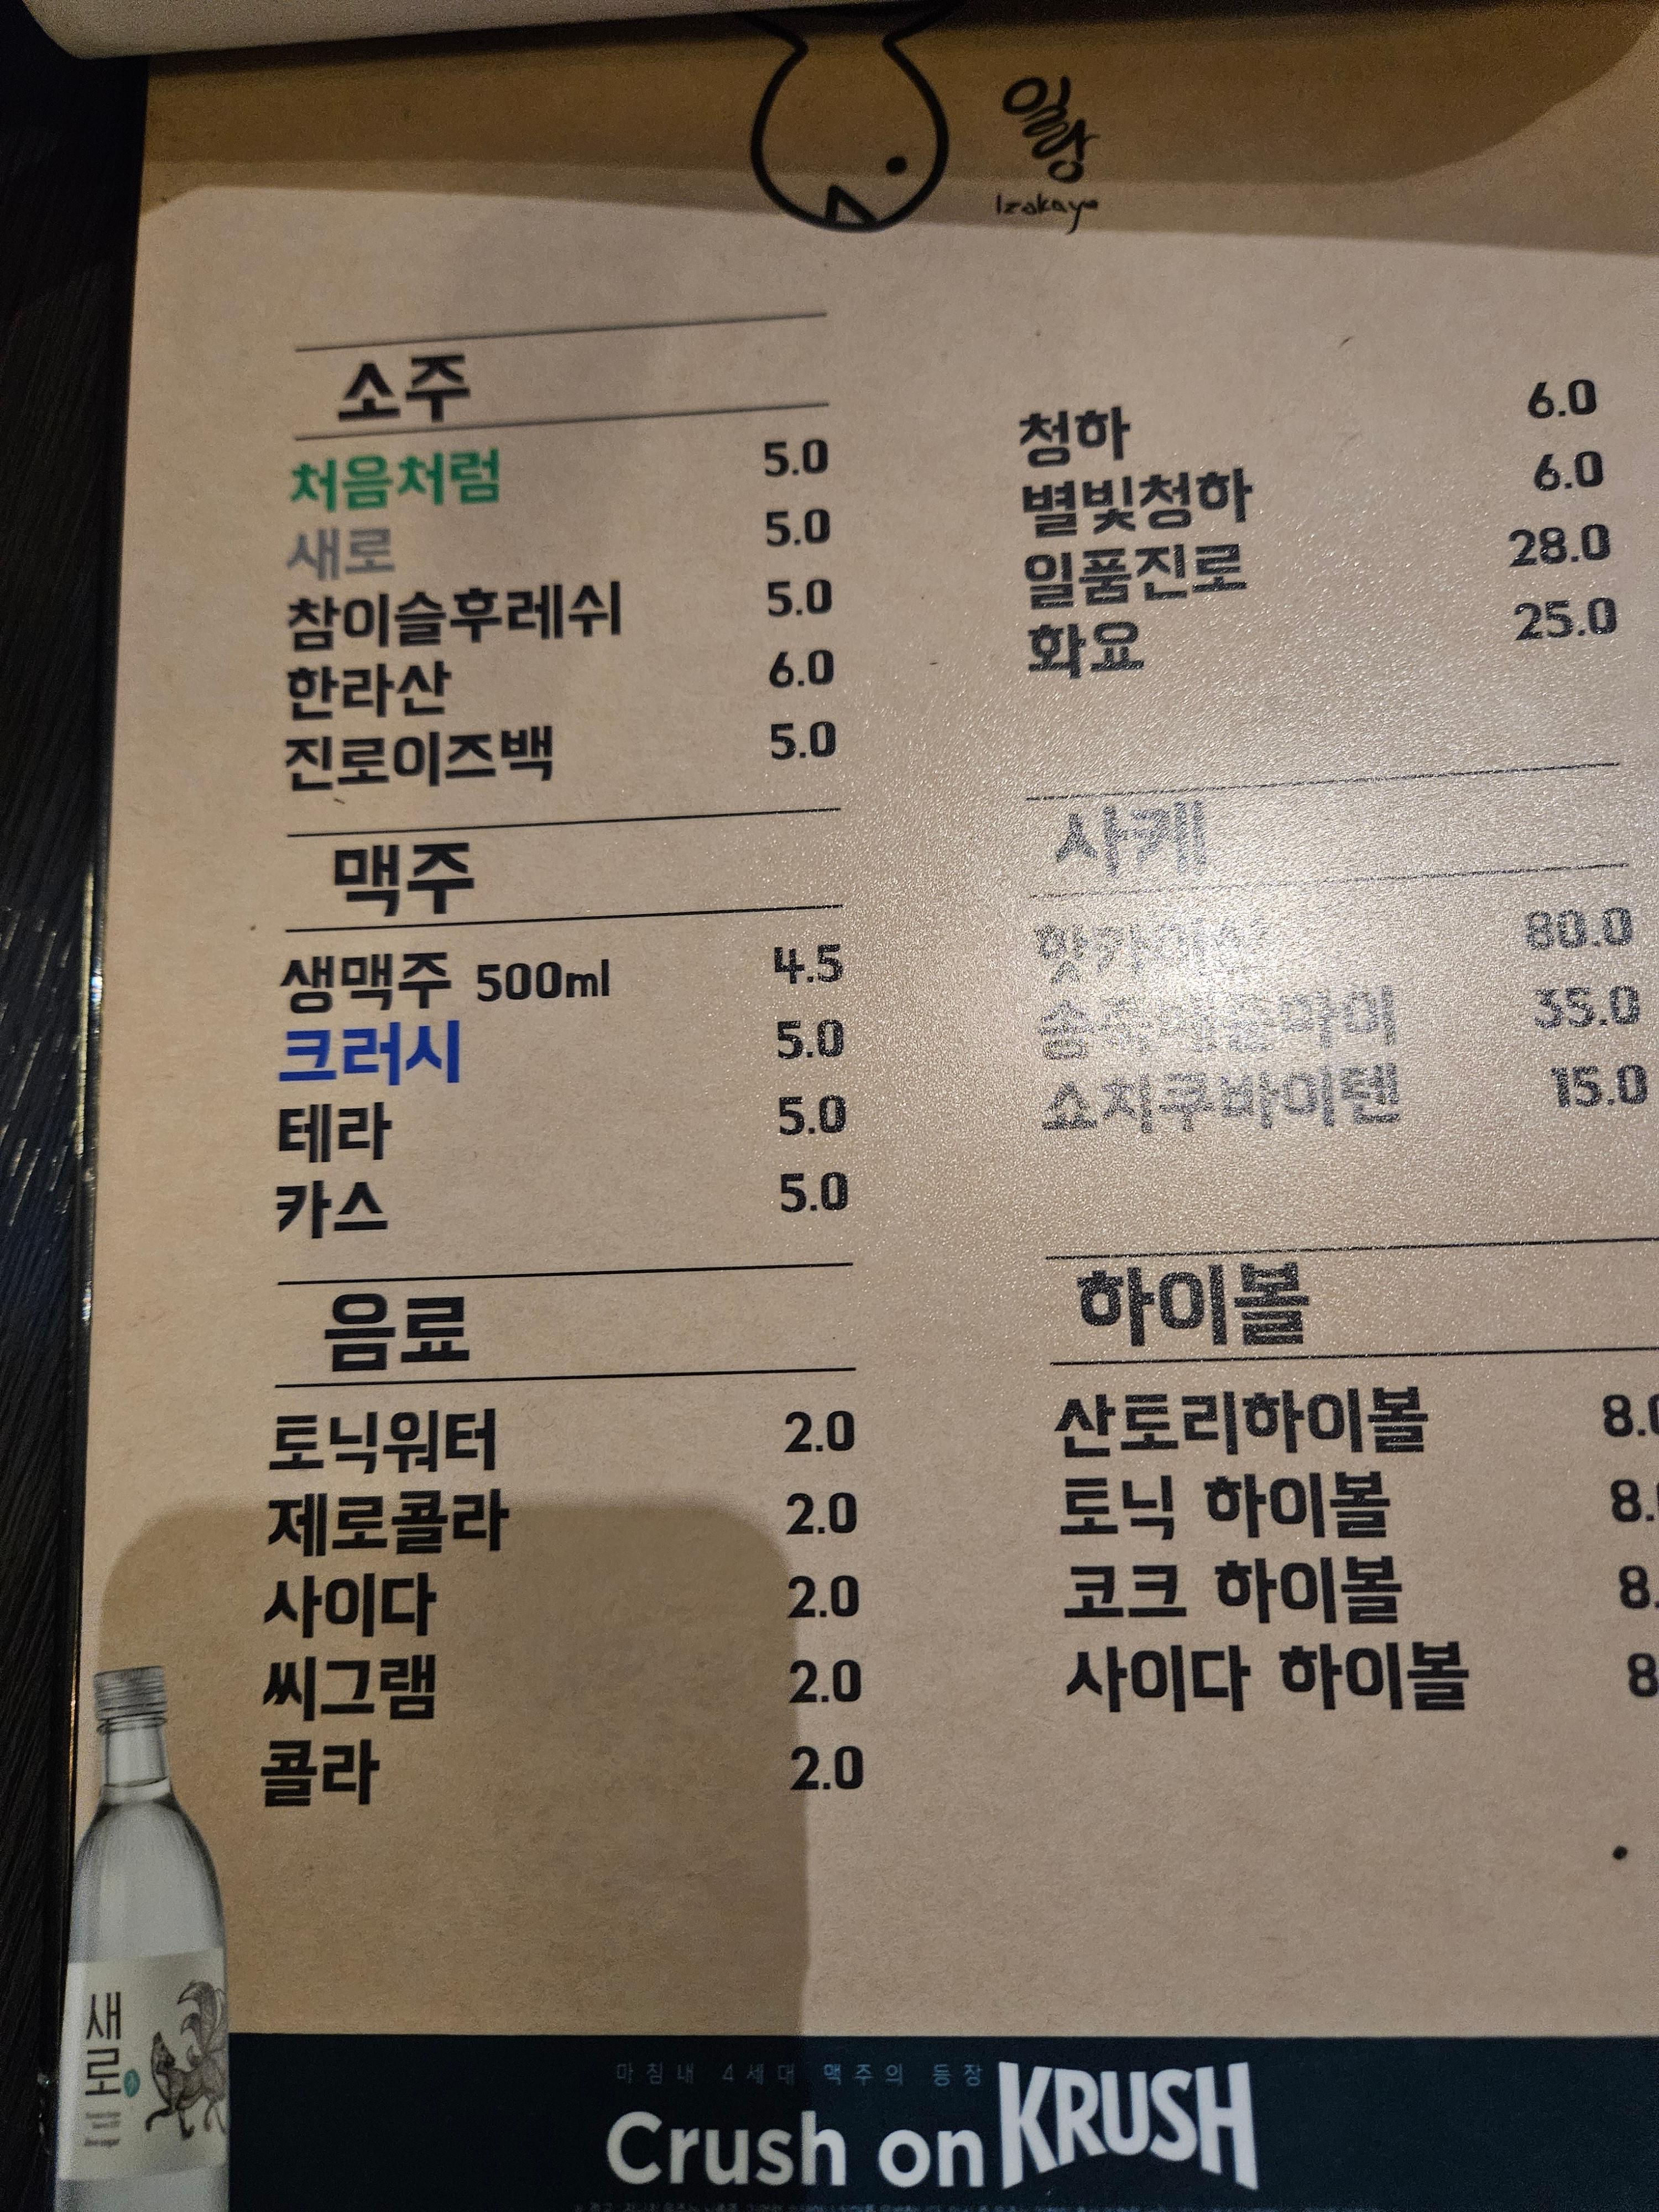 일랑
Izakaya
소주
처음처럼 5.0
새로 5.0
참이슬후레쉬 5.0
한라산 6.0
진로이즈백 5.0
맥주
생맥주 500ml 4.5
크러시 5.0
테라 5.0
카스 5.0
음료
토닉워터 2.0
제로콜라 2.0
사이다 2.0
씨그램 2.0
콜라 2.0
청하 6.0
별빛청하 6.0
일품진로 28.0
화요 25.0
사케
80.0
35.0
쇼치쿠바이텐 15.0
하이볼
산토리하이볼 8.0
토닉 하이볼 8.
코크 하이볼 8.
사이다 하이볼 8
새로
마침내 4세대 맥주의 등장
Crush on KRUSH